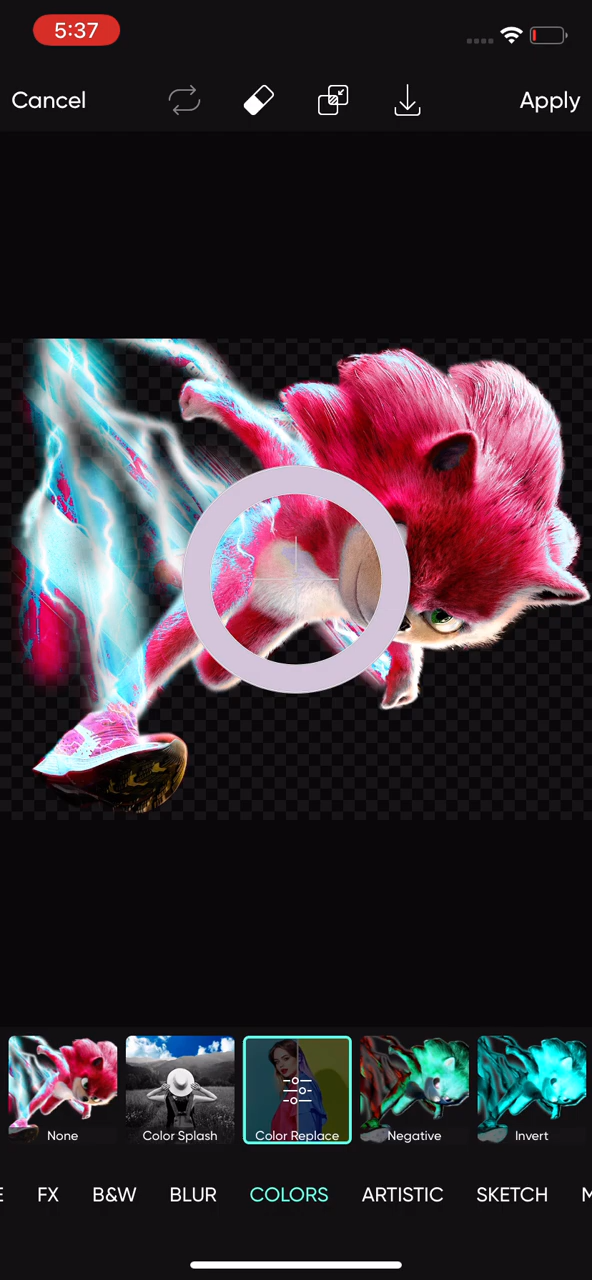 5:37
Cancel
Apply
None
Color Splash
Color Replace
Negative
Invert
E FX B&W BLUR COLORS ARTISTIC SKETCH M